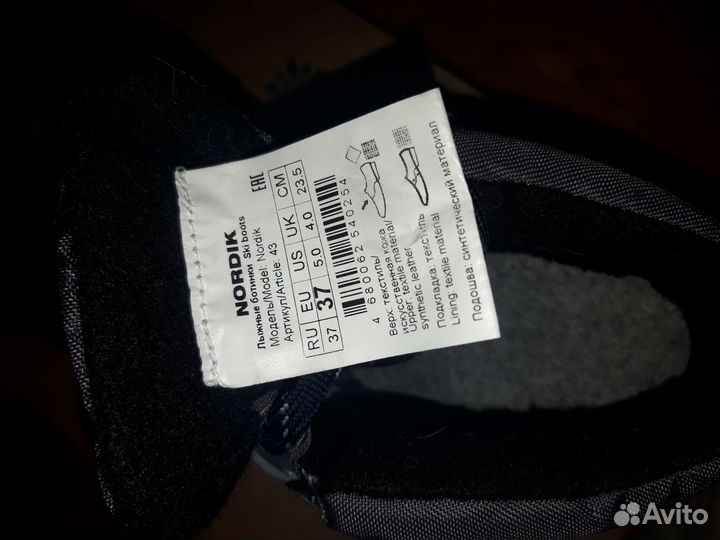 NORDIK
Лыжные ботинки Ski boots
Модель/Model: Nordik
Артикул/Article: 43
EAC
RU EU US UK CM
37 37 5.0 4.0 23.5
4 680062 540254
Верх: текстиль/
искусственная кожа
Upper: textile material/
synthetic leather
Подкладка: текстиль
Lining: textile material
Подошва: синтетический материал
Avito